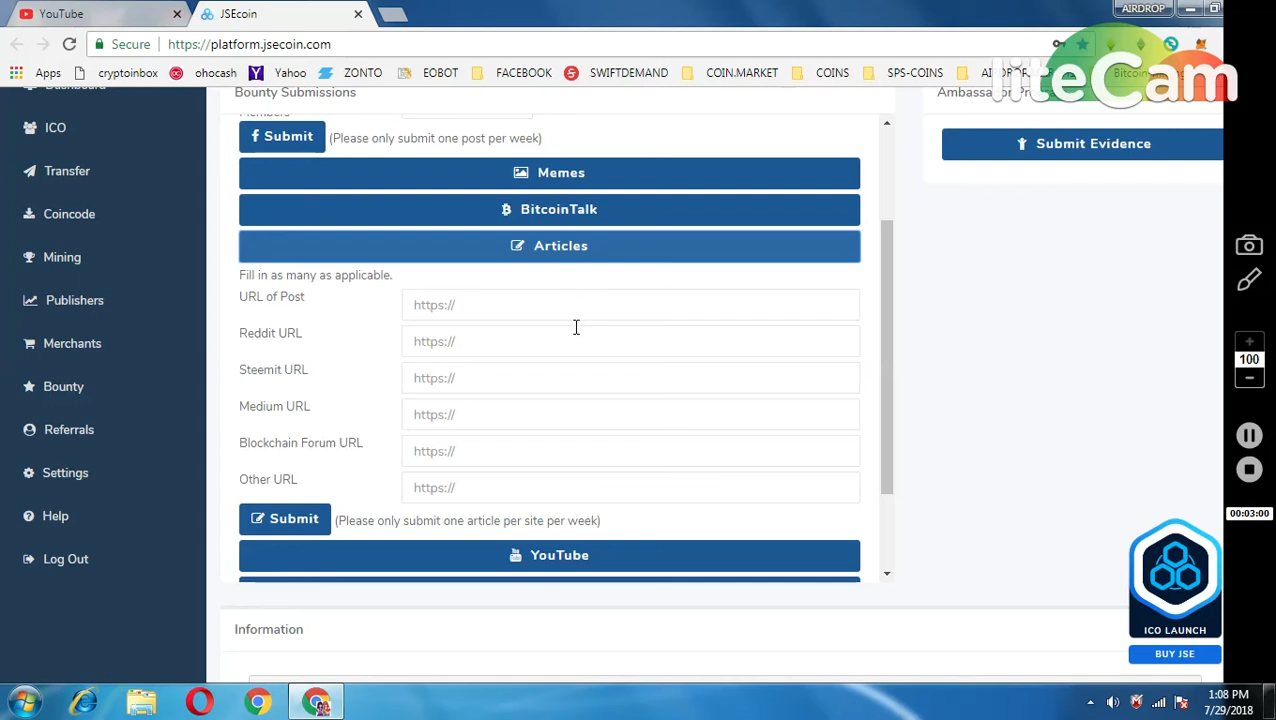 YouTube
JSEcoin
AIRDROP
Secure
https://platform.jsecoin.com
Apps
cryptoinbox
ohocash
Yahoo
ZONTO
EOBOT
FACEBOOK
SWIFTDEMAND
COIN.MARKET
COINS
SPS-COINS
liteCam
Dashboard
ICO
Transfer
Coincode
Mining
Publishers
Merchants
Bounty
Referrals
Settings
Help
Log Out
Bounty Submissions
Members
Submit (Please only submit one post per week)
Memes
BitcoinTalk
Articles
Fill in as many as applicable.
URL of Post https://
Reddit URL https://
Steemit URL https://
Medium URL https://
Blockchain Forum URL https://
Other URL https://
Submit (Please only submit one article per site per week)
YouTube
Information
Submit Evidence
100
00:03:00
ICO LAUNCH
BUY JSE
1:08 PM
7/29/2018